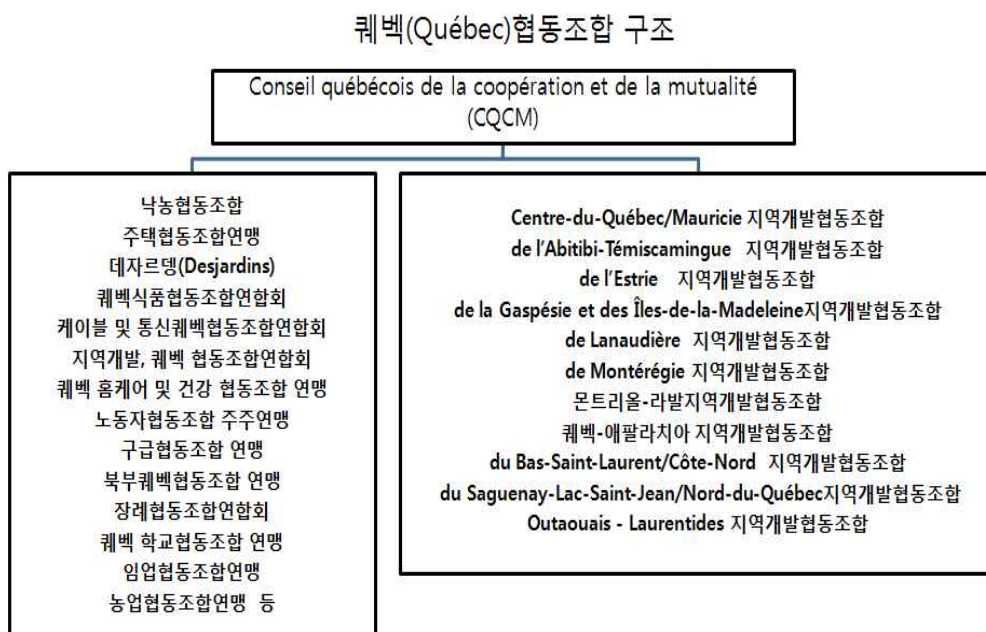 퀘벡(Québec)협동조합 구조
Conseil québécois de la coopération et de la mutualité
(CQCM)
낙농협동조합
주택협동조합연맹
데자르뎅(Desjardins)
퀘벡식품협동조합연합회
케이블 및 통신퀘벡협동조합연합회
지역개발, 퀘벡 협동조합연합회
퀘벡 홈케어 및 건강 협동조합 연맹
노동자협동조합 주주연맹
구급협동조합 연맹
북부퀘벡협동조합 연맹
장례협동조합연합회
퀘벡 학교협동조합 연맹
임업협동조합연맹
농업협동조합연맹 등
Centre-du-Québec/Mauricie 지역개발협동조합
de l'Abitibi-Témiscamingue 지역개발협동조합
de l'Estrie 지역개발협동조합
de la Gaspésie et des Îles-de-la-Madeleine지역개발협동조합
de Lanaudière 지역개발협동조합
de Montérégie 지역개발협동조합
몬트리올-라발지역개발협동조합
퀘벡-애팔라치아 지역개발협동조합
du Bas-Saint-Laurent/Côte-Nord 지역개발협동조합
du Saguenay-Lac-Saint-Jean/Nord-du-Québec지역개발협동조합
Outaouais - Laurentides 지역개발협동조합